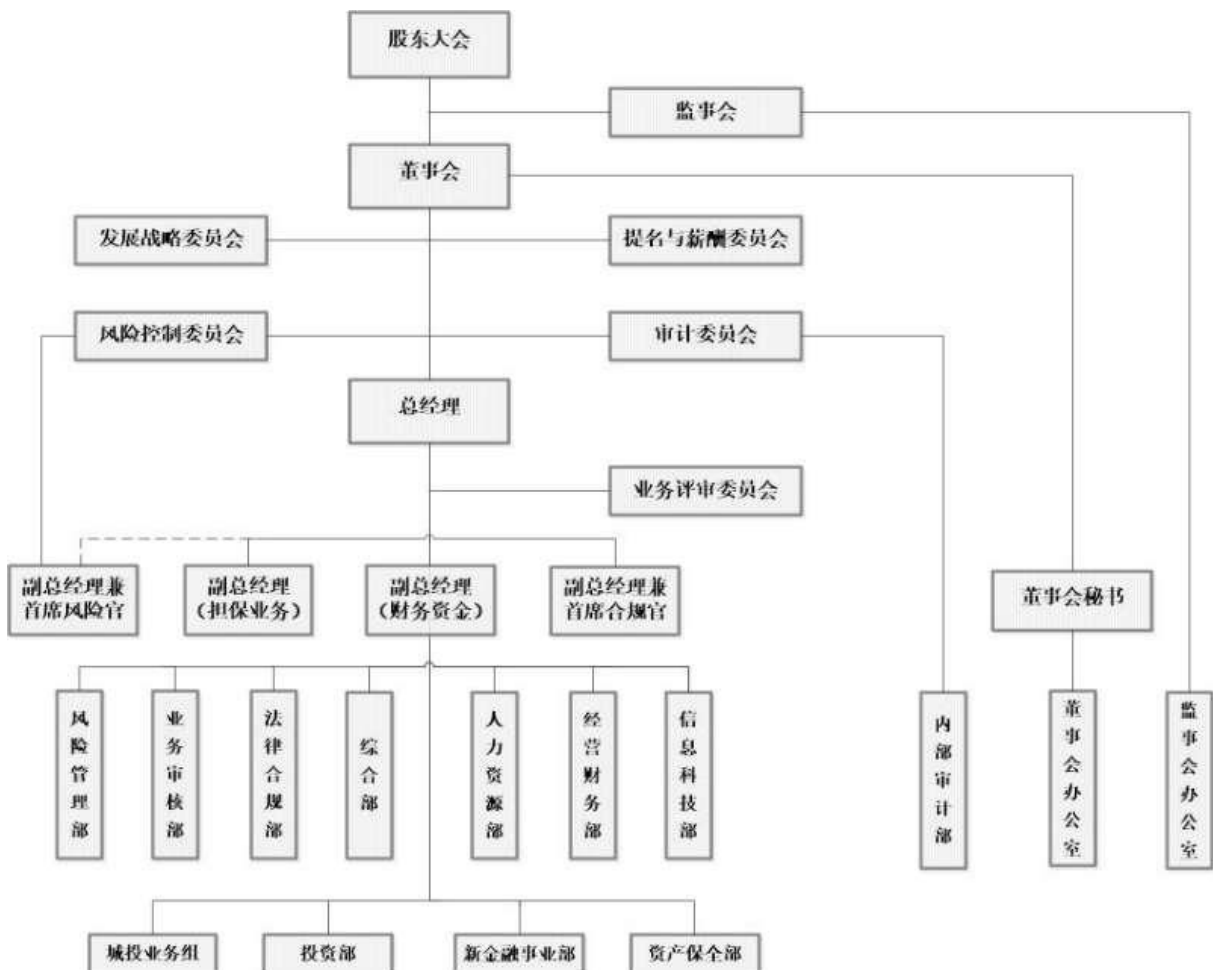 股东大会
监事会
董事会
发展战略委员会
提名与薪酬委员会
风险控制委员会
审计委员会
总经理
业务评审委员会
副总经理兼
首席风险官
副总经理
（担保业务）
副总经理
（财务资金）
副总经理兼
首席合规官
董事会秘书
风险管理部
业务审核部
法律合规部
综合部
人力资源部
经营财务部
信息科技部
内部审计部
董事会办公室
监事会办公室
城投业务组
投资部
新金融事业部
资产保全部